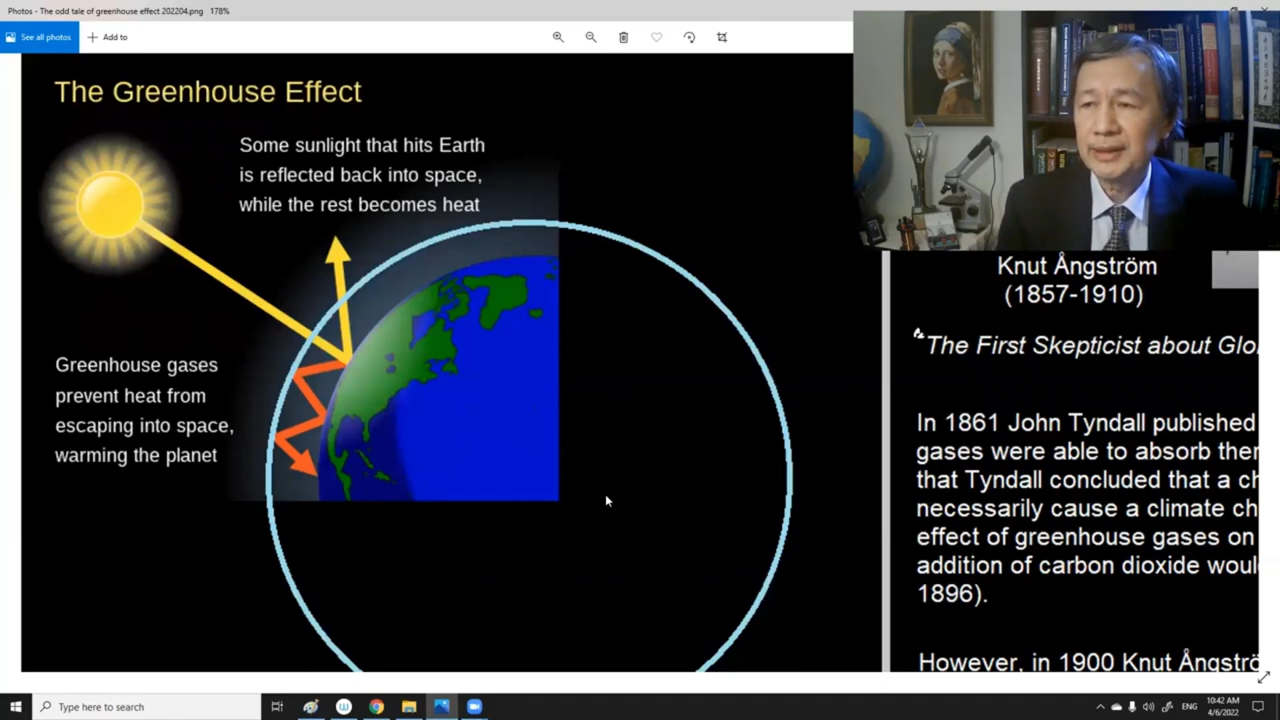 Photos - The odd tale of greenhouse effect 202204.png 178%
See all photos
Add to
The Greenhouse Effect
Some sunlight that hits Earth
is reflected back into space,
while the rest becomes heat
Greenhouse gases
prevent heat from
escaping into space,
warming the planet
Knut Ångström
(1857-1910)
"The First Skepticist about Glo
In 1861 John Tyndall published
gases were able to absorb ther
that Tyndall concluded that a ch
necessarily cause a climate ch
effect of greenhouse gases on
addition of carbon dioxide woul
1896).
However, in 1900 Knut Ångströ
Type here to search
ENG
10:42 AM
4/6/2022